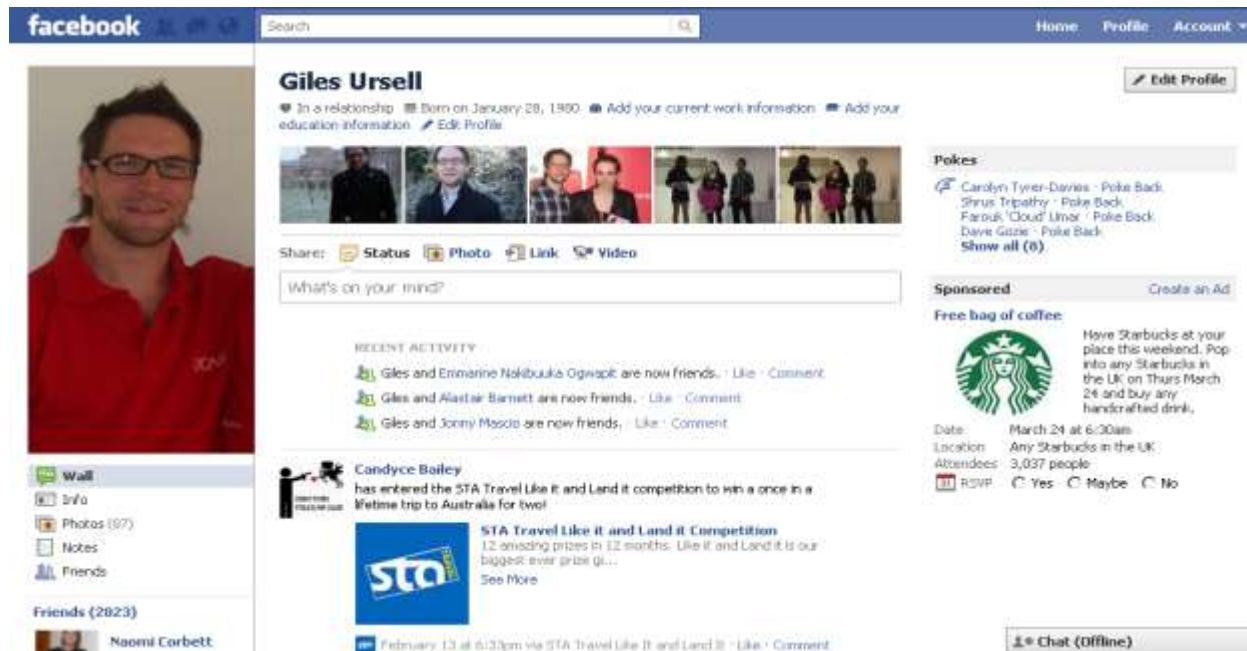 facebook
Search
Home Profile Account
Giles Ursell
Edit Profile
In a relationship Born on January 28, 1980 Add your current work information Add your
education information Edit Profile
Share: Status Photo Link Video
What's on your mind?
RECENT ACTIVITY
Giles and Emmarine Nakibuuka Ogwapit are now friends. · Like · Comment
Giles and Alastair Barnett are now friends. · Like · Comment
Giles and Jonny Mascio are now friends. · Like · Comment
Candyce Bailey
has entered the STA Travel Like it and Land it competition to win a once in a
lifetime trip to Australia for two!
STA Travel Like it and Land it Competition
12 amazing prizes in 12 months. Like it and Land it is our
biggest ever prize gi...
See More
sta TRAVEL
February 13 at 6:33pm via STA Travel Like It and Land It · Like · Comment
Wall
Info
Photos (97)
Notes
Friends
Friends (2023)
Naomi Corbett
Pokes
Carolyn Tyrer-Davies · Poke Back
Shrus Tripathy · Poke Back
Farouk 'Cloud' Umar · Poke Back
Dave Gozie · Poke Back
Show all (8)
Sponsored Create an Ad
Free bag of coffee
Have Starbucks at your
place this weekend. Pop
into any Starbucks in
the UK on Thurs March
24 and buy any
handcrafted drink.
Date March 24 at 6:30am
Location Any Starbucks in the UK
Attendees 3,037 people
31 RSVP Yes Maybe No
Chat (Offline)